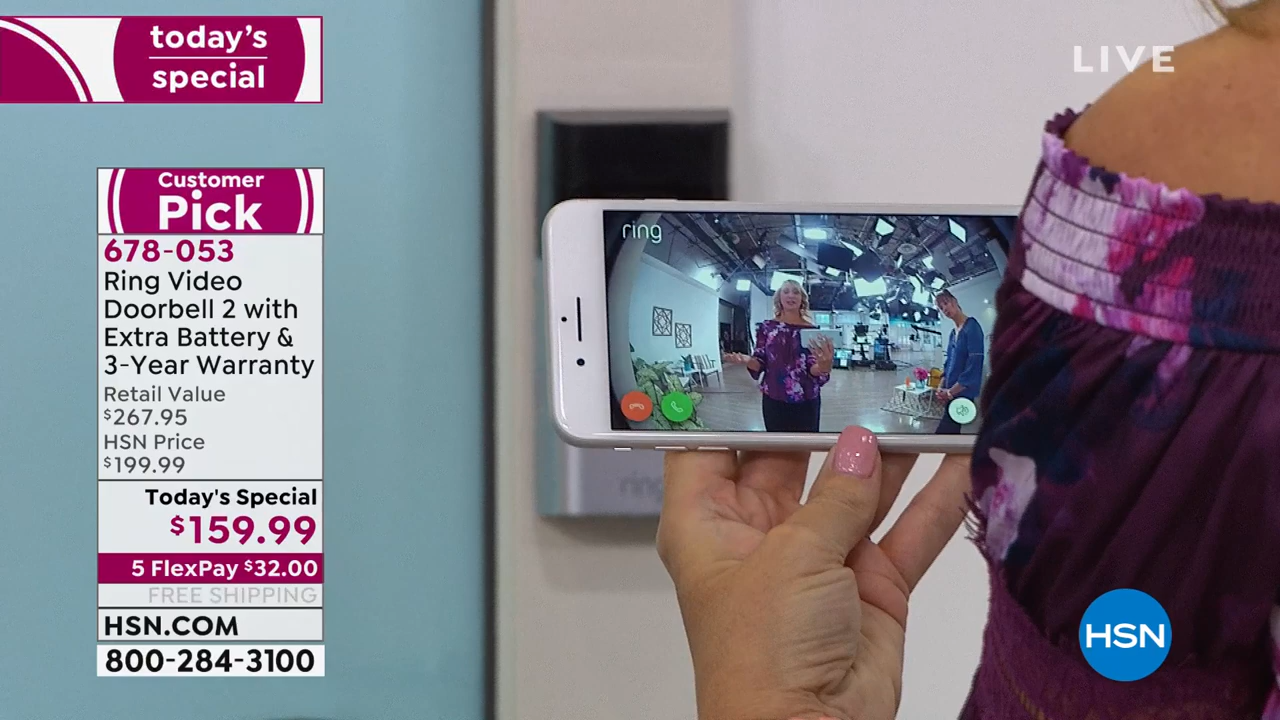 today's
special
LIVE
Customer
Pick
678-053
Ring Video
Doorbell 2 with
Extra Battery &
3-Year Warranty
Retail Value
$267.95
HSN Price
$199.99
Today's Special
$159.99
5 FlexPay $32.00
FREE SHIPPING
HSN.COM
800-284-3100
ring
ring
HSN